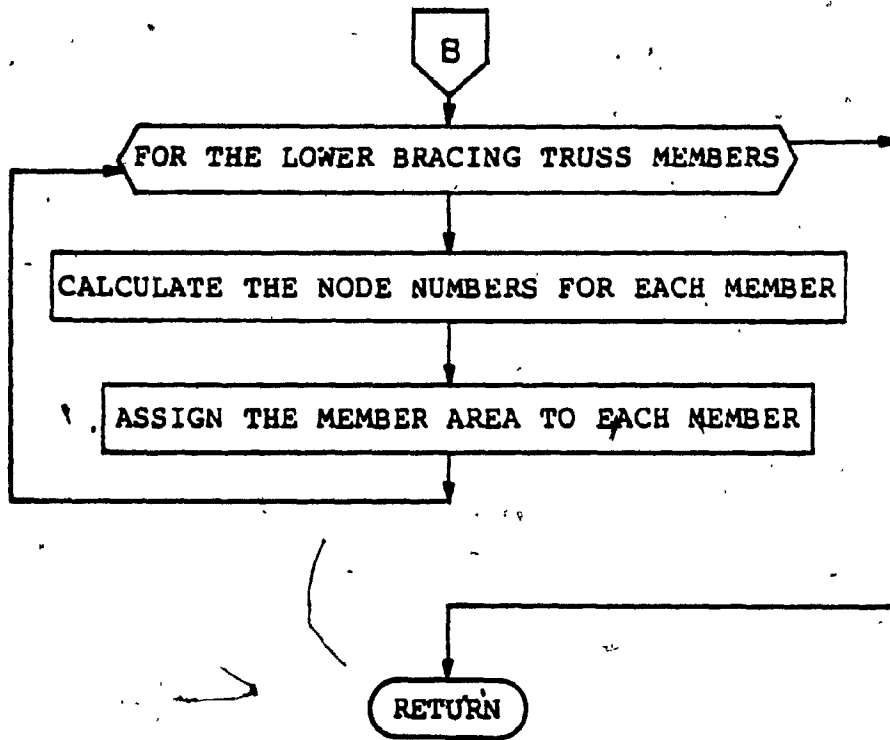 B
FOR THE LOWER BRACING TRUSS MEMBERS
CALCULATE THE NODE NUMBERS FOR EACH MEMBER
ASSIGN THE MEMBER AREA TO EACH MEMBER
RETURN